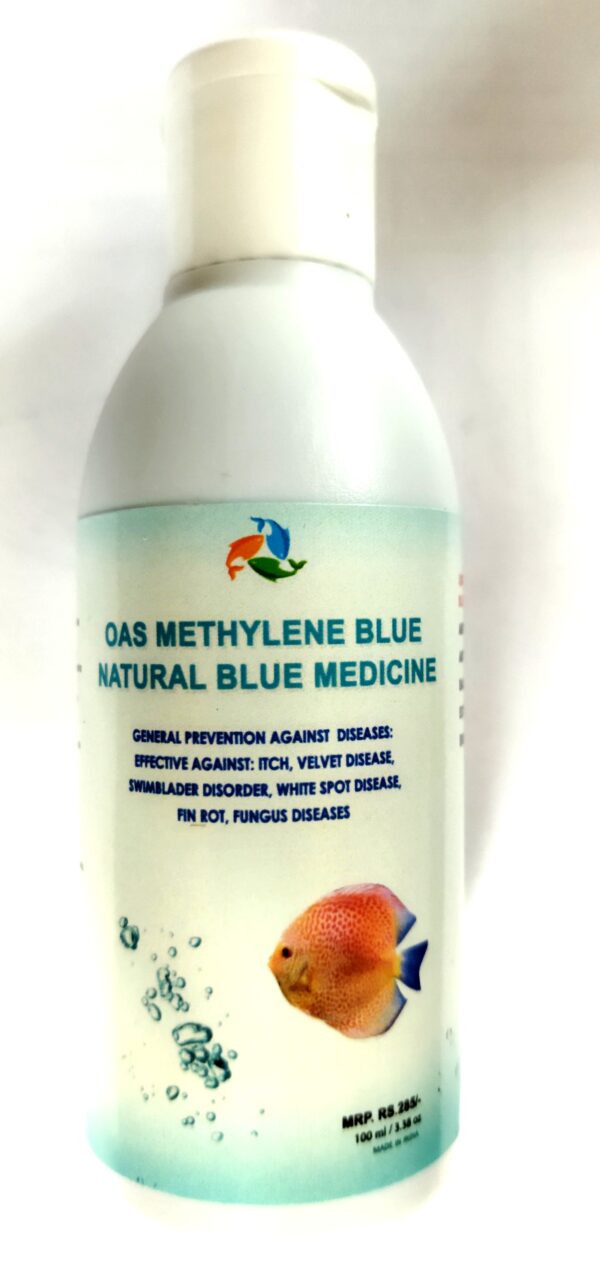 OAS METHYLENE BLUE
NATURAL BLUE MEDICINE
GENERAL PREVENTION AGAINST DISEASES:
EFFECTIVE AGAINST: ITCH, VELVET DISEASE,
SWIMBLADER DISORDER, WHITE SPOT DISEASE,
FIN ROT, FUNGUS DISEASES
MRP. RS.285/-
100 ml / 3.38 oz
MADE IN INDIA